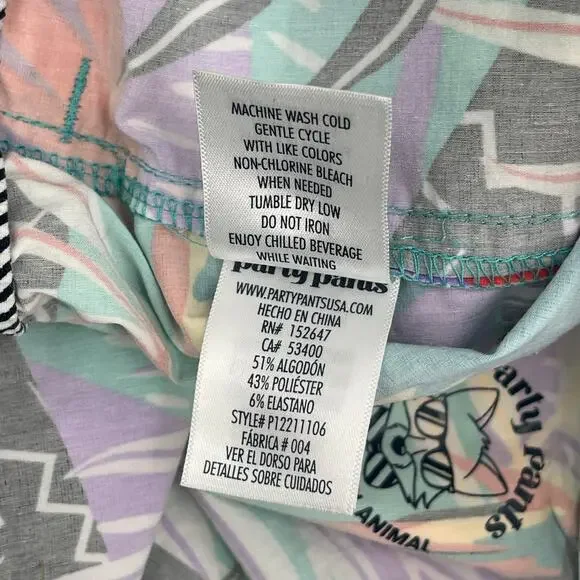 MACHINE WASH COLD
GENTLE CYCLE
WITH LIKE COLORS
NON-CHLORINE BLEACH
WHEN NEEDED
TUMBLE DRY LOW
DO NOT IRON
ENJOY CHILLED BEVERAGE
WHILE WAITING
party pants
WWW.PARTYPANTSUSA.COM
HECHO EN CHINA
RN# 152647
CA# 53400
51% ALGODÓN
43% POLIÉSTER
6% ELASTANO
STYLE# P12211106
FÁBRICA # 004
VER EL DORSO PARA
DETALLES SOBRE CUIDADOS
party pants
ANIMAL